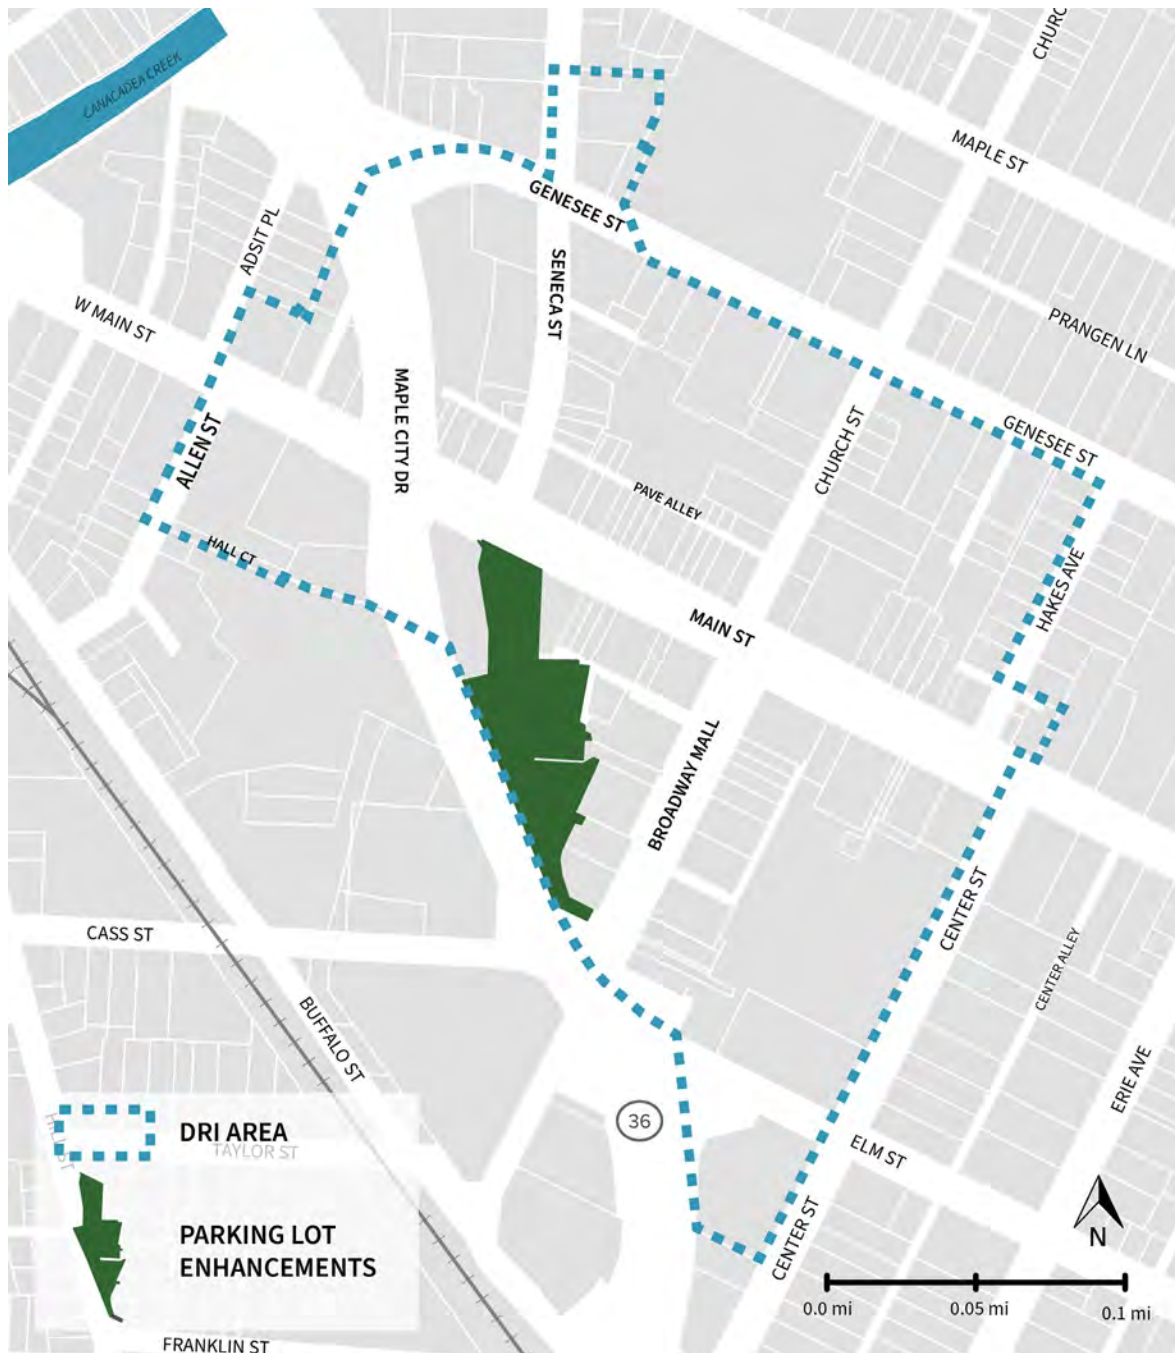 CHURC
CANACADEA CREEK
MAPLE ST
GENESEE ST
ADSIT PL
SENECA ST
W MAIN ST
PRANGEN LN
MAPLE CITY DR
GENESEE ST
CHURCH ST
ALLEN ST
PAVE ALLEY
HALL CT
HAKES AVE
MAIN ST
BROADWAY MALL
CENTER ST
CASS ST
CENTER ALLEY
BUFFALO ST
ERIE AVE
36
HILL ST
DRI AREA
TAYLOR ST
ELM ST
PARKING LOT
ENHANCEMENTS
N
CENTER ST
0.0 mi
0.05 mi
0.1 mi
FRANKLIN ST